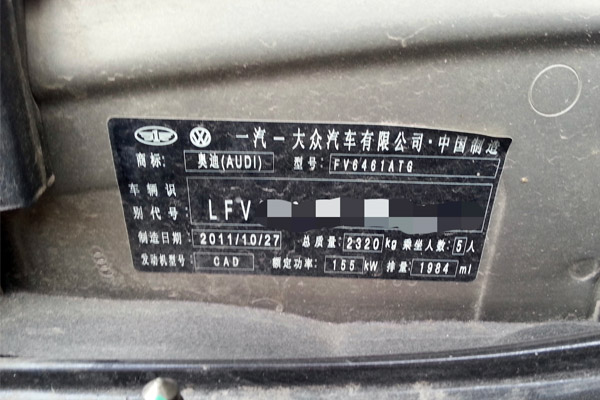 一汽-大众汽车有限公司·中国制造
商标: 奥迪(AUDI) 型号: FV6461ATG
车辆识
别代号: LFV
制造日期 2011/10/27 总质量: 2320 kg 乘坐人数: 5 人
发动机型号 CAD 额定功率: 155 kW 排量: 1984 ml